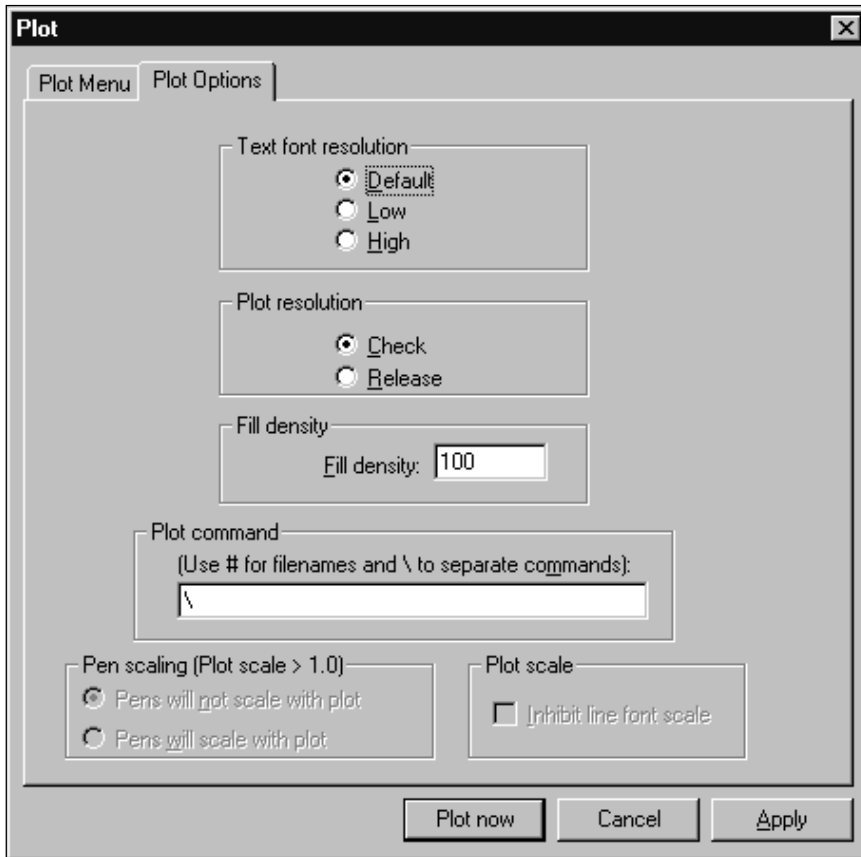 Plot
Plot Menu
Plot Options
Text font resolution
Default
Low
High
Plot resolution
Check
Release
Fill density
Fill density: 100
Plot command
(Use # for filenames and \ to separate commands):
\
Pen scaling (Plot scale > 1.0)
Pens will not scale with plot
Pens will scale with plot
Plot scale
Inhibit line font scale
Plot now
Cancel
Apply